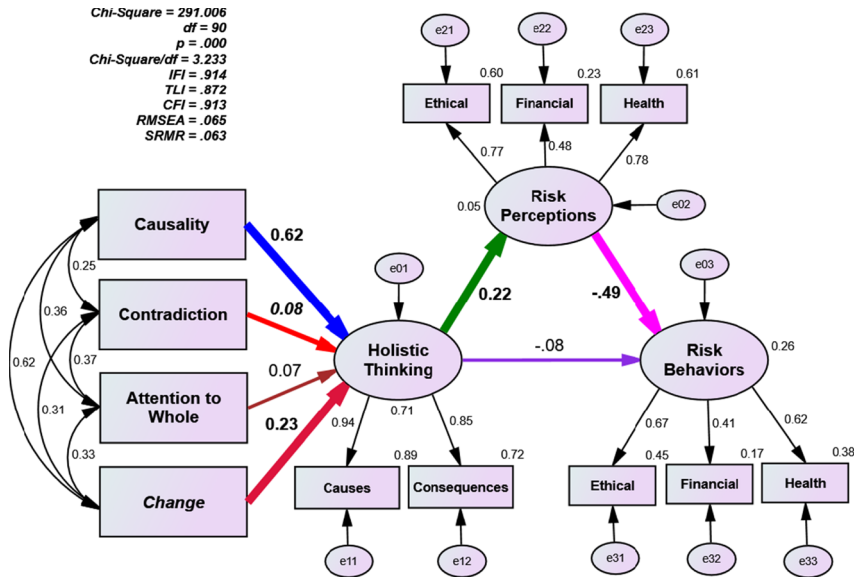 Chi-Square = 291.006
df = 90
p = .000
Chi-Square/df = 3.233
IFI = .914
TLI = .872
CFI = .913
RMSEA = .065
SRMR = .063
e21
e22
e23
0.60
0.23
0.61
Ethical
Financial
Health
0.77
0.48
0.78
0.05
Risk
Perceptions
e02
Causality
0.62
0.25
Contradiction
0.08
0.36
0.37
0.62
0.31
Attention to
Whole
0.07
0.33
Change
0.23
e01
Holistic
Thinking
0.71
0.22
-.49
-.08
e03
Risk
Behaviors
0.26
0.94
0.85
0.89
0.72
Causes
Consequences
e11
e12
0.67
0.41
0.62
0.45
0.17
0.38
Ethical
Financial
Health
e31
e32
e33